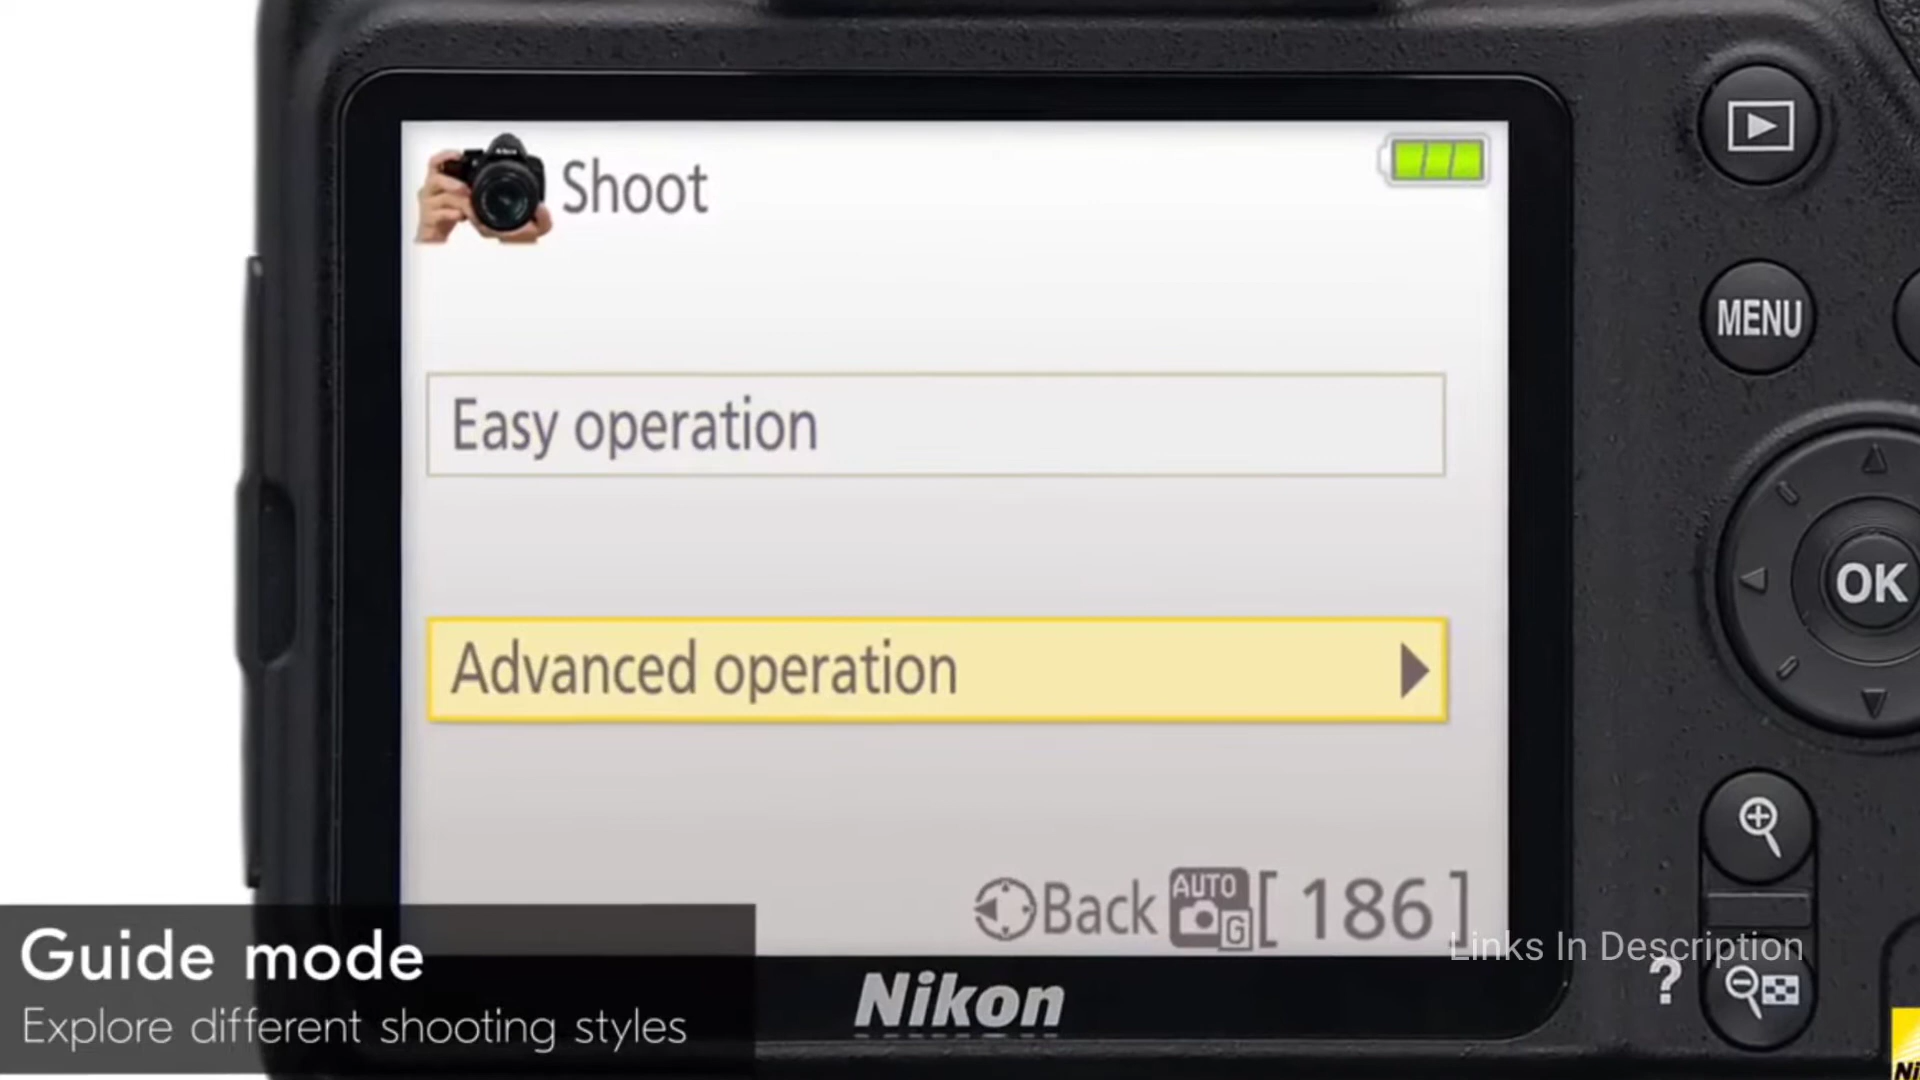 Shoot
MENU
Easy operation
OK
Advanced operation
Back AUTO G [ 186 ]
Links In Description
Guide mode
Explore different shooting styles
Nikon
?